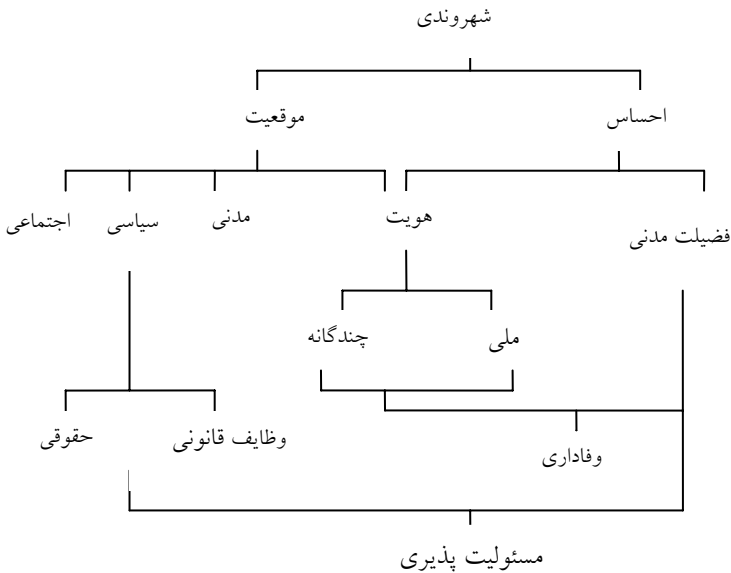 شهروندی
احساس
موقعیت
فضیلت مدنی
هویت
مدنی
سیاسی
اجتماعی
ملی
چندگانه
وفاداری
وظایف قانونی
حقوقی
مسئولیت پذیری